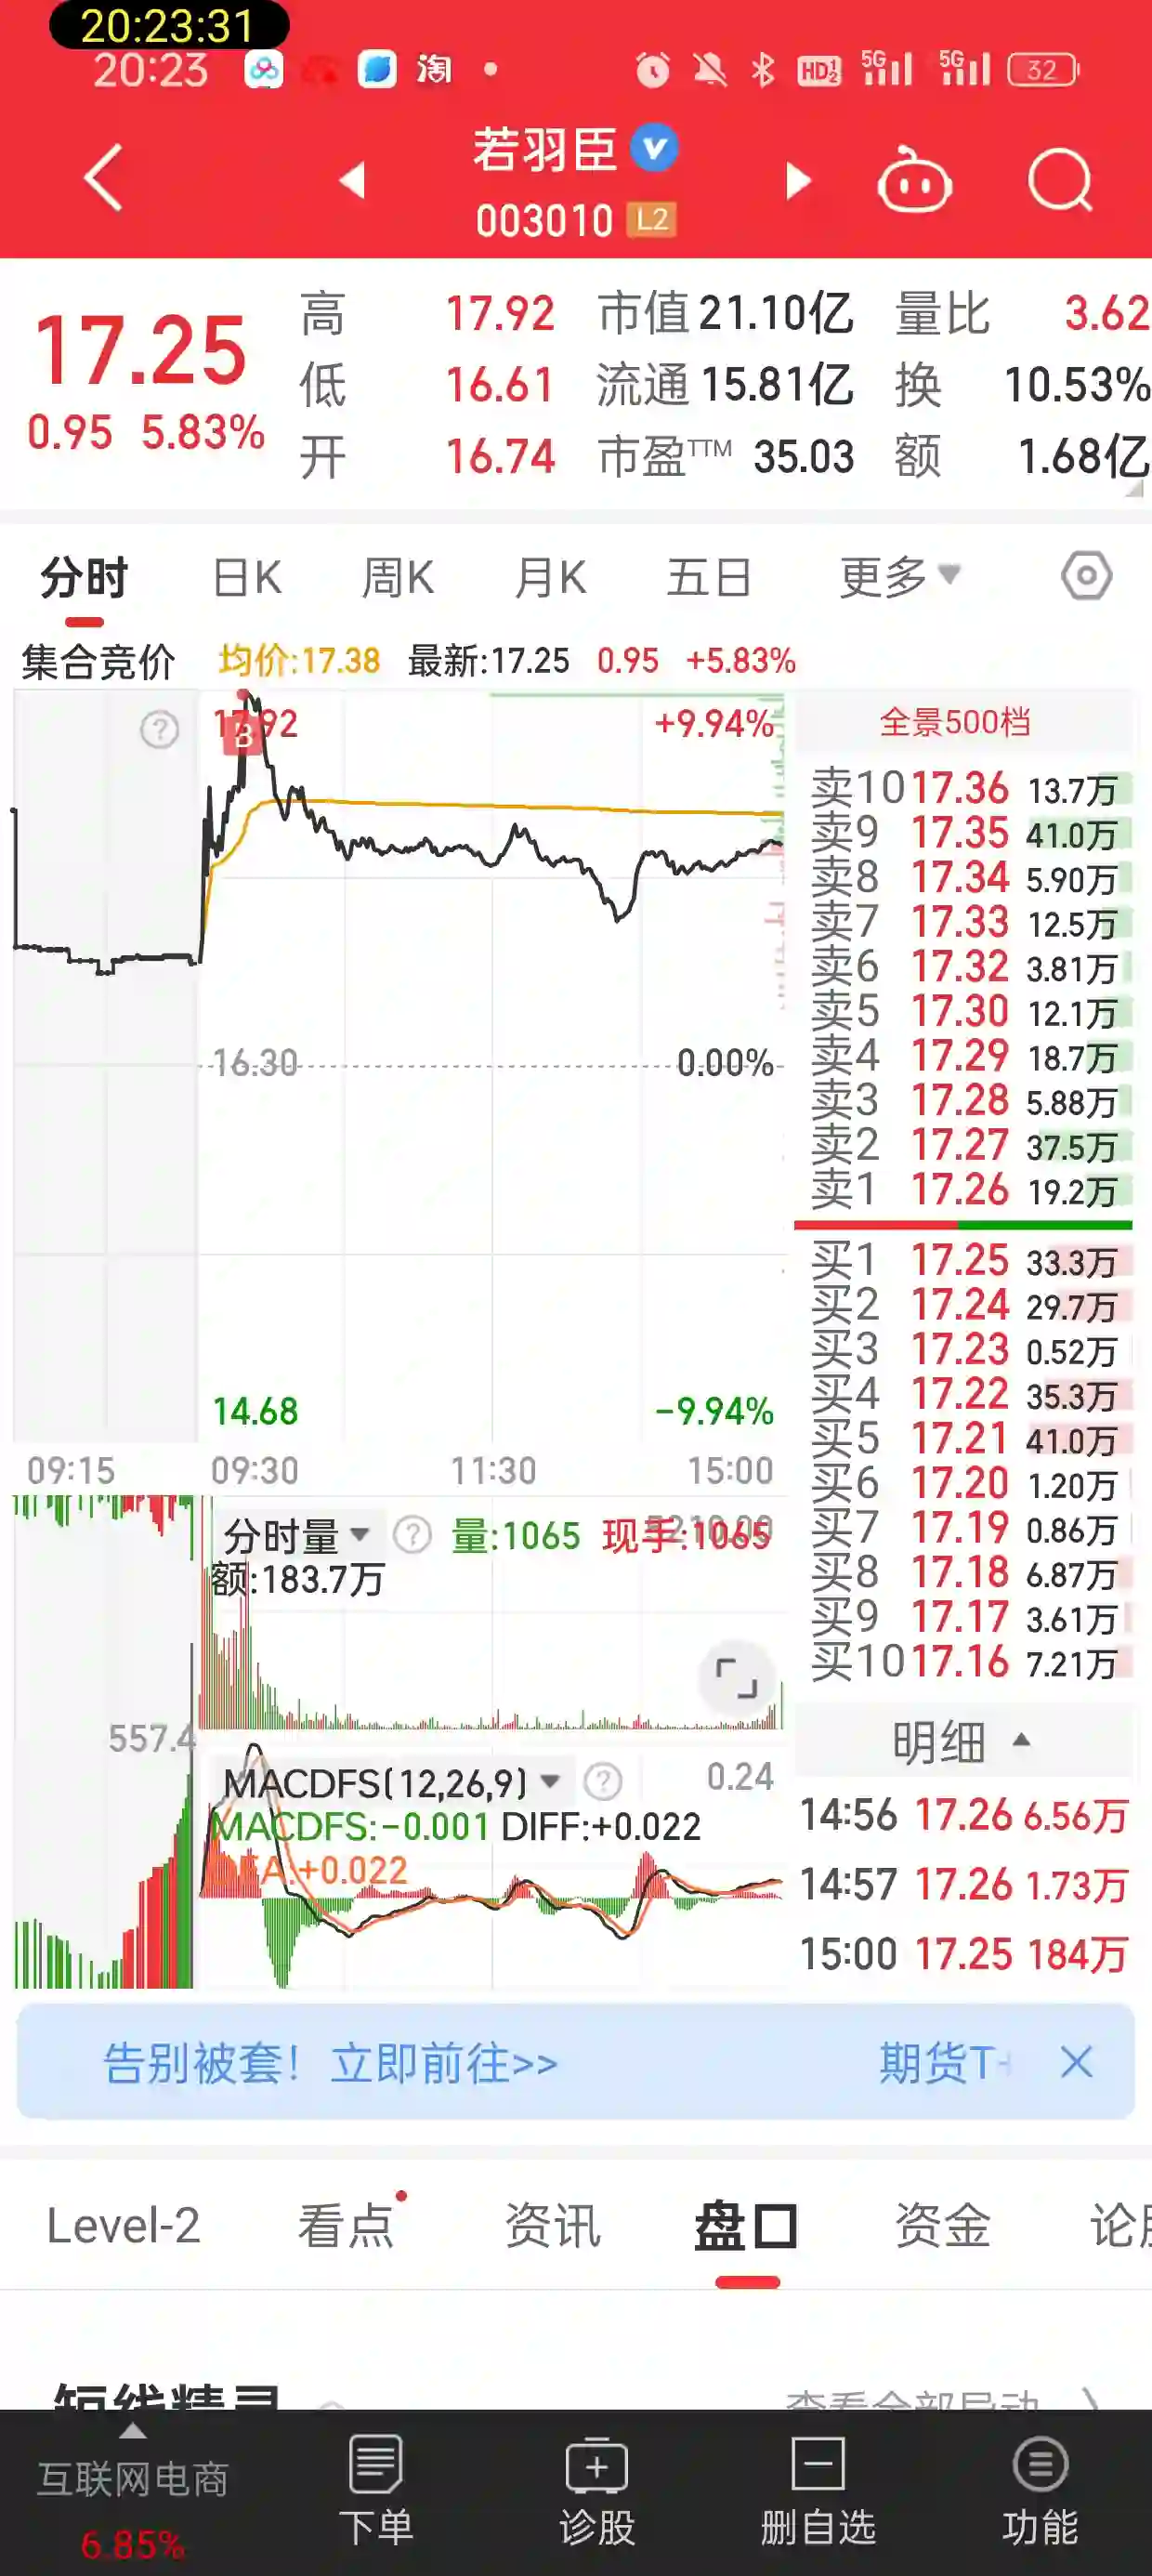 20:23:31
20:23 淘 HD 5G 5G 32
若羽臣
003010 L2
17.25
0.95 5.83%
高 17.92 市值 21.10亿 量比 3.62
低 16.61 流通 15.81亿 换 10.53%
开 16.74 市盈TTM 35.03 额 1.68亿
分时 日K 周K 月K 五日 更多
集合竞价 均价:17.38 最新:17.25 0.95 +5.83%
17.92 B +9.94%
16.30 0.00%
14.68 -9.94%
09:15 09:30 11:30 15:00
全景500档
卖10 17.36 13.7万
卖9 17.35 41.0万
卖8 17.34 5.90万
卖7 17.33 12.5万
卖6 17.32 3.81万
卖5 17.30 12.1万
卖4 17.29 18.7万
卖3 17.28 5.88万
卖2 17.27 37.5万
卖1 17.26 19.2万
买1 17.25 33.3万
买2 17.24 29.7万
买3 17.23 0.52万
买4 17.22 35.3万
买5 17.21 41.0万
买6 17.20 1.20万
买7 17.19 0.86万
买8 17.18 6.87万
买9 17.17 3.61万
买10 17.16 7.21万
分时量 量:1065 现手:1065
额:183.7万
557.4
MACDFS(12,26,9) 0.24
MACDFS:-0.001 DIFF:+0.022
DEA:+0.022
明细
14:56 17.26 6.56万
14:57 17.26 1.73万
15:00 17.25 184万
告别被套！立即前往>> 期货T+
Level-2 看点 资讯 盘口 资金 论股
短线精灵 查看全部异动
互联网电商
6.85%
下单 诊股 删自选 功能